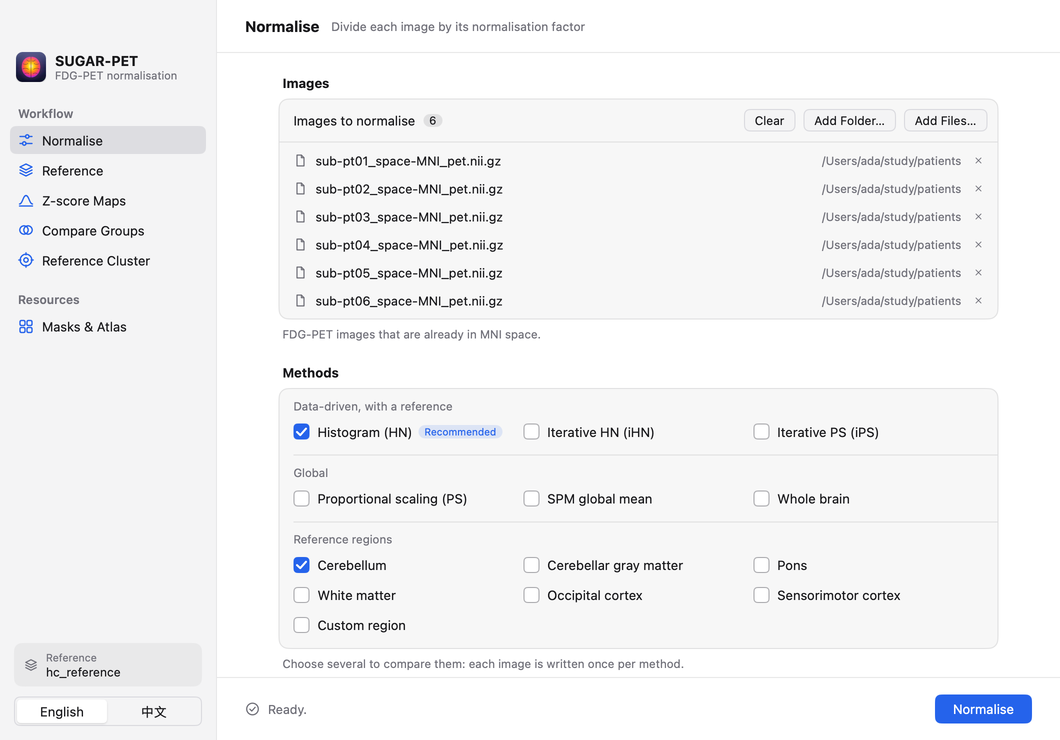 SUGAR-PET
FDG-PET normalisation
Workflow
Normalise
Reference
Z-score Maps
Compare Groups
Reference Cluster
Resources
Masks & Atlas
Reference
hc_reference
English 中文
Normalise Divide each image by its normalisation factor
Images
Images to normalise 6 Clear Add Folder... Add Files...
sub-pt01_space-MNI_pet.nii.gz /Users/ada/study/patients ×
sub-pt02_space-MNI_pet.nii.gz /Users/ada/study/patients ×
sub-pt03_space-MNI_pet.nii.gz /Users/ada/study/patients ×
sub-pt04_space-MNI_pet.nii.gz /Users/ada/study/patients ×
sub-pt05_space-MNI_pet.nii.gz /Users/ada/study/patients ×
sub-pt06_space-MNI_pet.nii.gz /Users/ada/study/patients ×
FDG-PET images that are already in MNI space.
Methods
Data-driven, with a reference
Histogram (HN) Recommended Iterative HN (iHN) Iterative PS (iPS)
Global
Proportional scaling (PS) SPM global mean Whole brain
Reference regions
Cerebellum Cerebellar gray matter Pons
White matter Occipital cortex Sensorimotor cortex
Custom region
Choose several to compare them: each image is written once per method.
Ready. Normalise